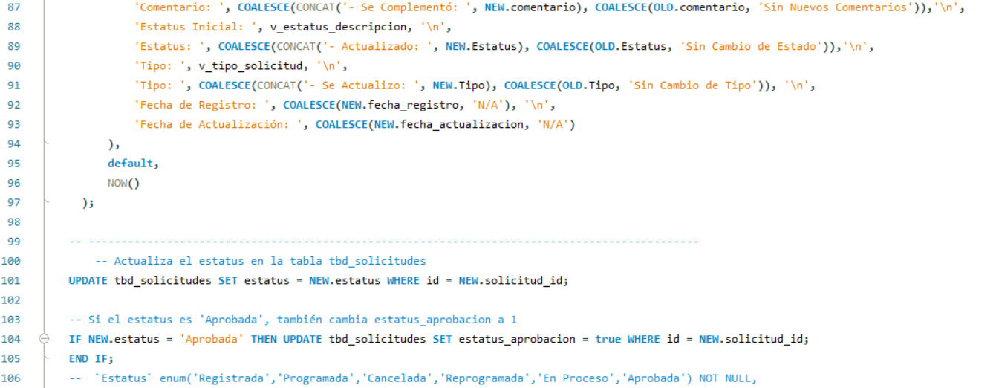 87 'Comentario: ', COALESCE(CONCAT('- Se Complementó: ', NEW.comentario), COALESCE(OLD.comentario, 'Sin Nuevos Comentarios')),'\n',
88 'Estatus Inicial: ', v_estatus_descripcion, '\n',
89 'Estatus: ', COALESCE(CONCAT('- Actualizado: ', NEW.Estatus), COALESCE(OLD.Estatus, 'Sin Cambio de Estado')),'\n',
90 'Tipo: ', v_tipo_solicitud, '\n',
91 'Tipo: ', COALESCE(CONCAT('- Se Actualizo: ', NEW.Tipo), COALESCE(OLD.Tipo, 'Sin Cambio de Tipo')), '\n',
92 'Fecha de Registro: ', COALESCE(NEW.fecha_registro, 'N/A'), '\n',
93 'Fecha de Actualización: ', COALESCE(NEW.fecha_actualizacion, 'N/A')
94 ),
95 default,
96 NOW()
97 );
98
99 -- ----------------------------------------------------------------------------------------------
100 -- Actualiza el estatus en la tabla tbd_solicitudes
101 UPDATE tbd_solicitudes SET estatus = NEW.estatus WHERE id = NEW.solicitud_id;
102
103 -- Si el estatus es 'Aprobada', también cambia estatus_aprobacion a 1
104 IF NEW.estatus = 'Aprobada' THEN UPDATE tbd_solicitudes SET estatus_aprobacion = true WHERE id = NEW.solicitud_id;
105 END IF;
106 -- `Estatus` enum('Registrada','Programada','Cancelada','Reprogramada','En Proceso','Aprobada') NOT NULL,